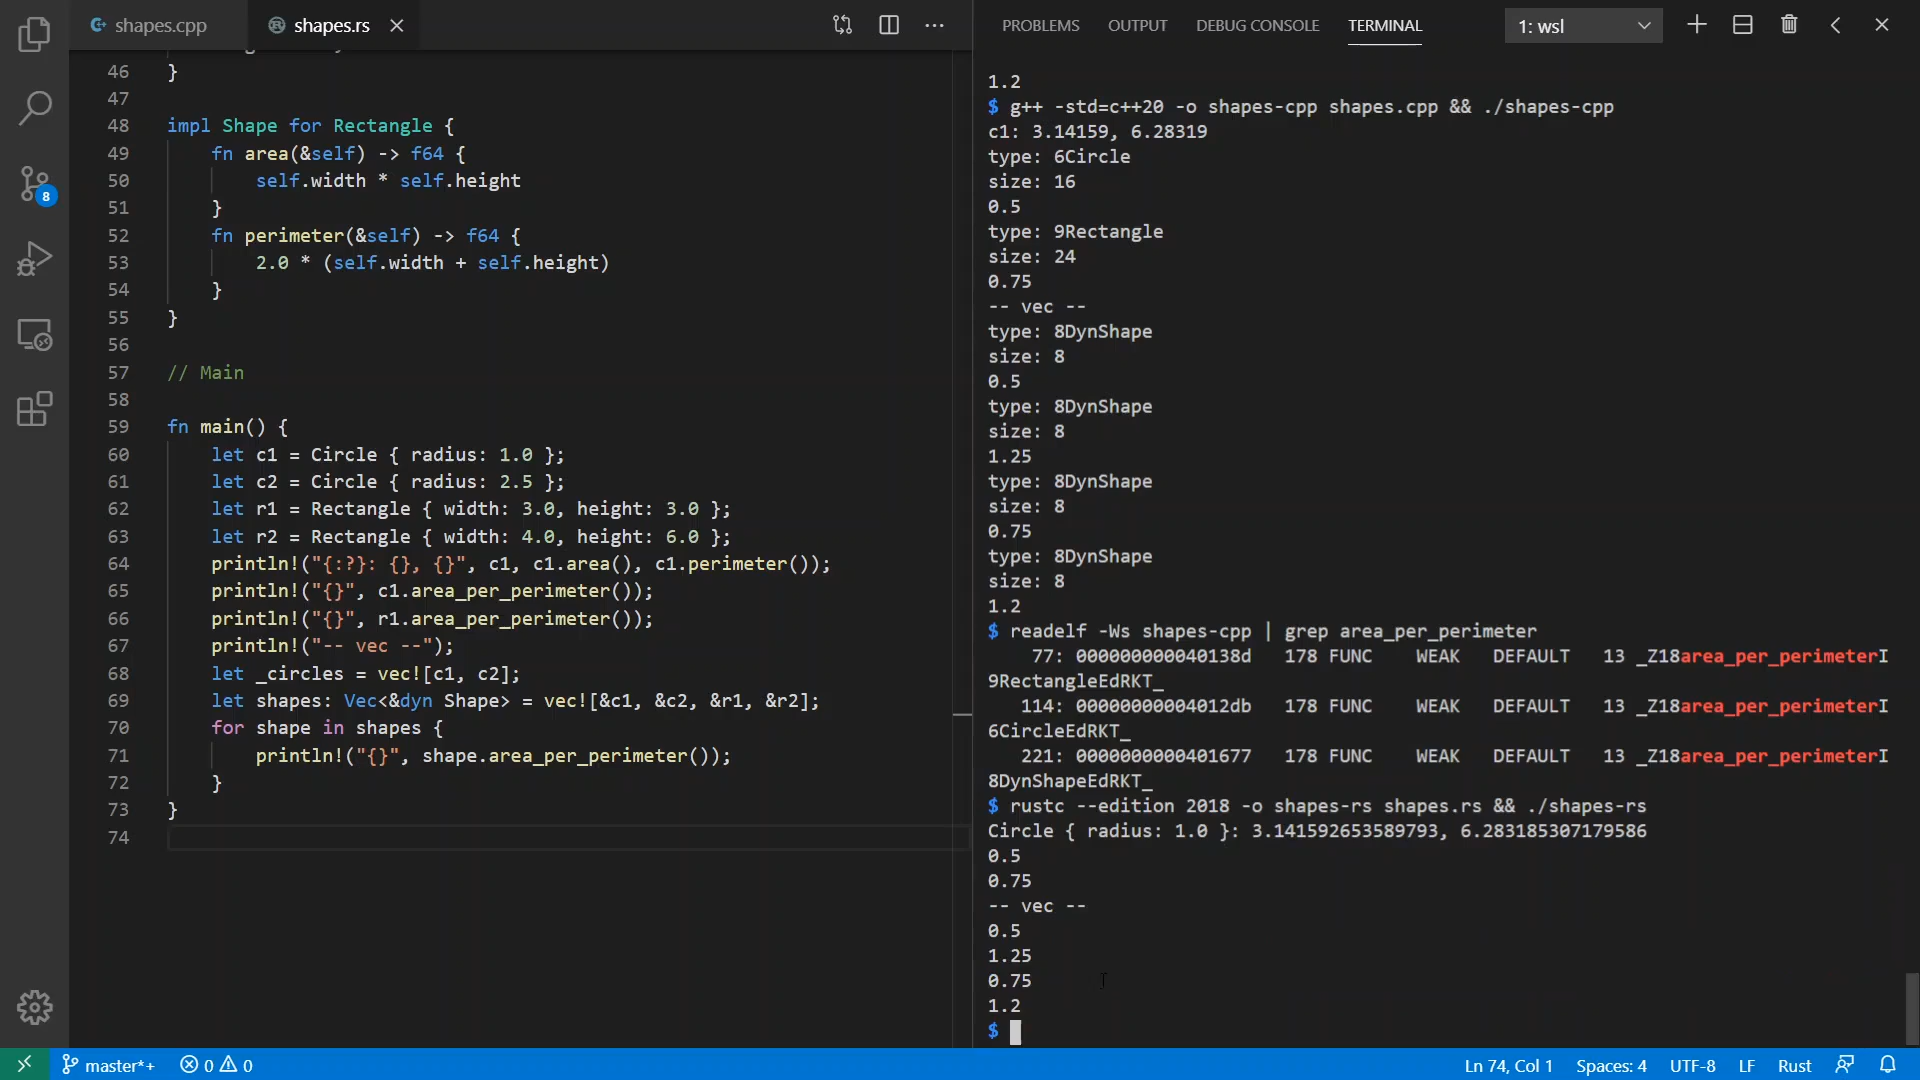 shapes.cpp
shapes.rs
PROBLEMS OUTPUT DEBUG CONSOLE TERMINAL
1: wsl
46 }
47
48 impl Shape for Rectangle {
49     fn area(&self) -> f64 {
50         self.width * self.height
51     }
52     fn perimeter(&self) -> f64 {
53         2.0 * (self.width + self.height)
54     }
55 }
56
57 // Main
58
59 fn main() {
60     let c1 = Circle { radius: 1.0 };
61     let c2 = Circle { radius: 2.5 };
62     let r1 = Rectangle { width: 3.0, height: 3.0 };
63     let r2 = Rectangle { width: 4.0, height: 6.0 };
64     println!("{:?}: {}, {}", c1, c1.area(), c1.perimeter());
65     println!("{}", c1.area_per_perimeter());
66     println!("{}", r1.area_per_perimeter());
67     println!("-- vec --");
68     let _circles = vec![c1, c2];
69     let shapes: Vec<&dyn Shape> = vec![&c1, &c2, &r1, &r2];
70     for shape in shapes {
71         println!("{}", shape.area_per_perimeter());
72     }
73 }
74
1.2
$ g++ -std=c++20 -o shapes-cpp shapes.cpp && ./shapes-cpp
c1: 3.14159, 6.28319
type: 6Circle
size: 16
0.5
type: 9Rectangle
size: 24
0.75
-- vec --
type: 8DynShape
size: 8
0.5
type: 8DynShape
size: 8
1.25
type: 8DynShape
size: 8
0.75
type: 8DynShape
size: 8
1.2
$ readelf -Ws shapes-cpp | grep area_per_perimeter
77: 000000000040138d 178 FUNC WEAK DEFAULT 13 _Z18area_per_perimeterI
9RectangleEdRKT_
114: 00000000004012db 178 FUNC WEAK DEFAULT 13 _Z18area_per_perimeterI
6CircleEdRKT_
221: 0000000000401677 178 FUNC WEAK DEFAULT 13 _Z18area_per_perimeterI
8DynShapeEdRKT_
$ rustc --edition 2018 -o shapes-rs shapes.rs && ./shapes-rs
Circle { radius: 1.0 }: 3.141592653589793, 6.283185307179586
0.5
0.75
-- vec --
0.5
1.25
0.75
1.2
$
8
master*+ 0 0
Ln 74, Col 1 Spaces: 4 UTF-8 LF Rust